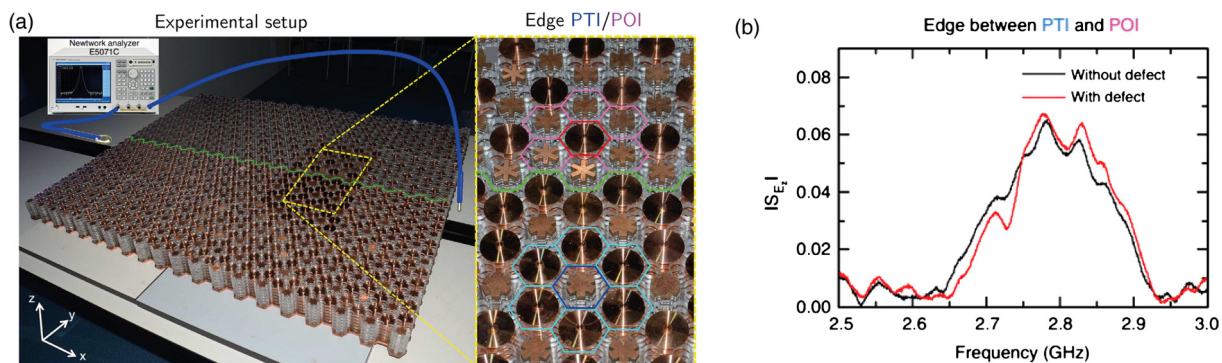 (a)
Experimental setup
Edge PTI/POI
Newtwork analyzer
E5071C
z
y
x
(b)
Edge between PTI and POI
Without defect
With defect
|S_Ez|
0.08
0.06
0.04
0.02
0.00
2.5 2.6 2.7 2.8 2.9 3.0
Frequency (GHz)